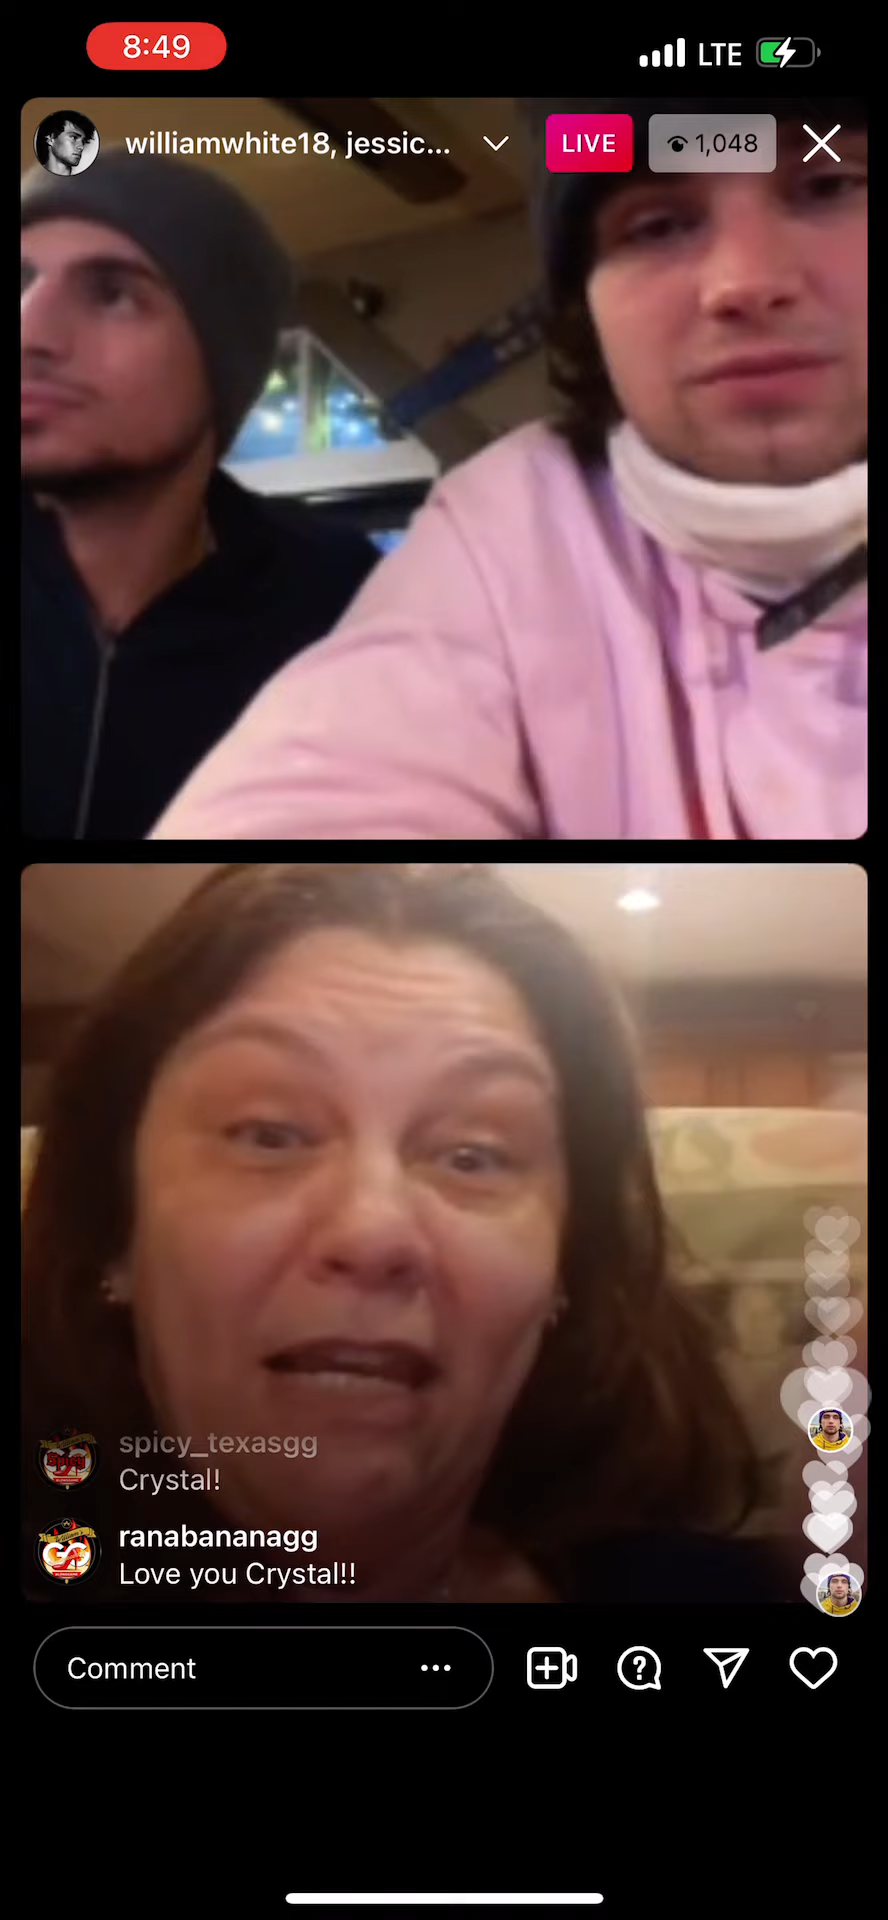 8:49
LTE
williamwhite18, jessic...
LIVE
1,048
spicy_texasgg
Crystal!
ranabananagg
Love you Crystal!!
Comment